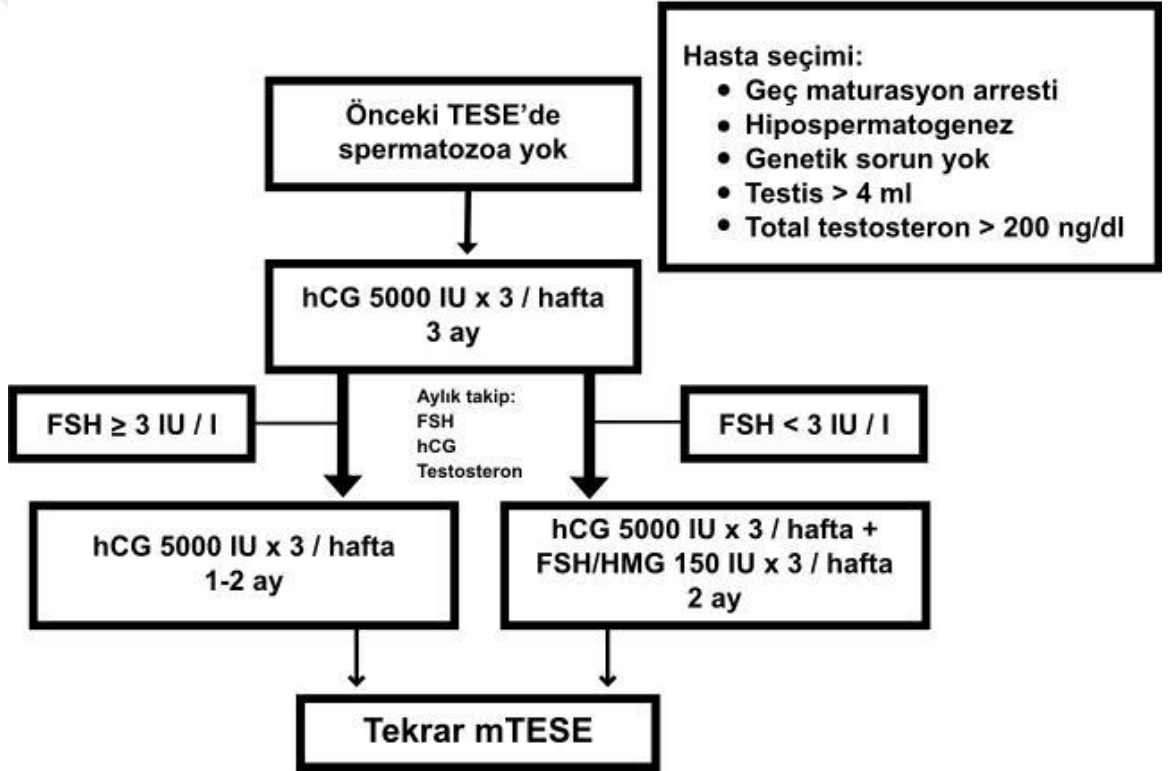 Hasta seçimi:
• Geç maturasyon arresti
• Hipospermatogenez
• Genetik sorun yok
• Testis > 4 ml
• Total testosteron > 200 ng/dl
Önceki TESE’de
spermatozoa yok
hCG 5000 IU x 3 / hafta
3 ay
Aylık takip:
FSH
hCG
Testosteron
FSH ≥ 3 IU / l
FSH < 3 IU / l
hCG 5000 IU x 3 / hafta
1-2 ay
hCG 5000 IU x 3 / hafta +
FSH/HMG 150 IU x 3 / hafta
2 ay
Tekrar mTESE